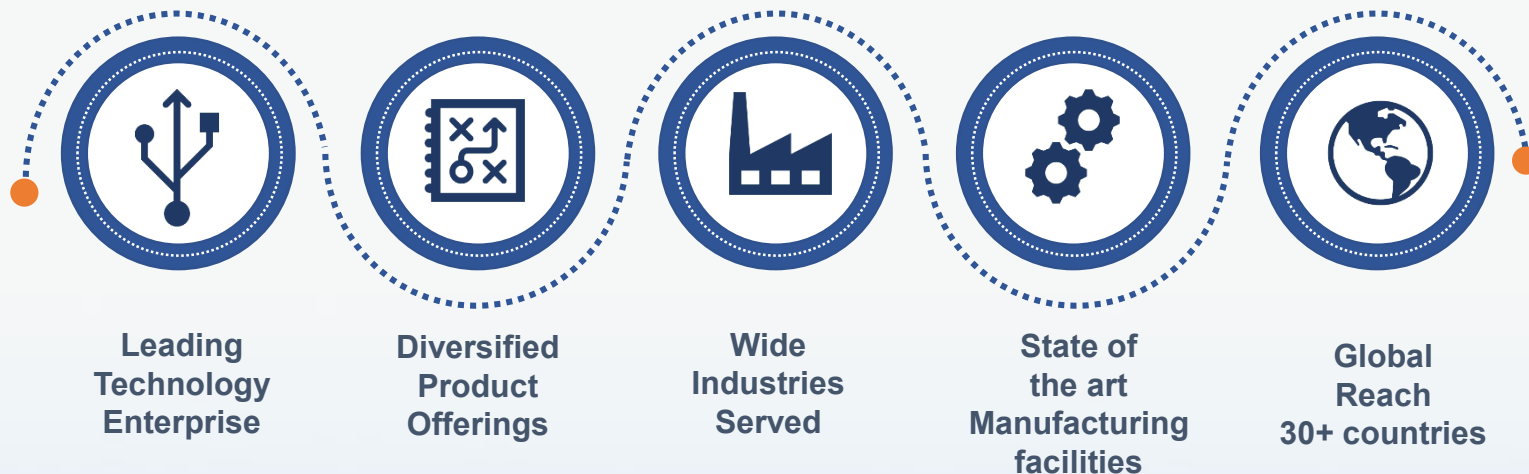 Leading
Technology
Enterprise
Diversified
Product
Offerings
Wide
Industries
Served
State of
the art
Manufacturing
facilities
Global
Reach
30+ countries